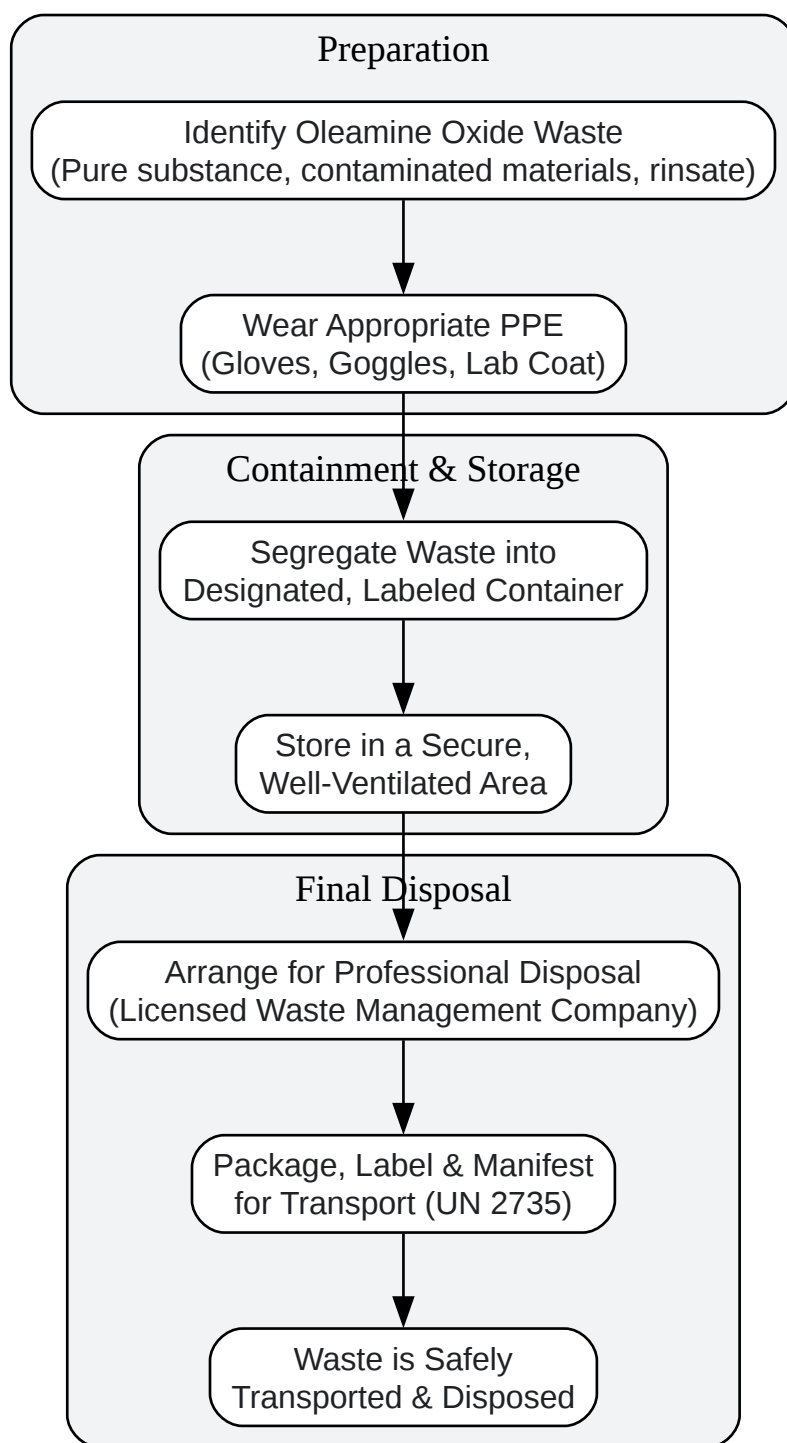 Preparation
Identify Oleamine Oxide Waste
(Pure substance, contaminated materials, rinsate)
Wear Appropriate PPE
(Gloves, Goggles, Lab Coat)
Containment & Storage
Segregate Waste into
Designated, Labeled Container
Store in a Secure,
Well-Ventilated Area
Final Disposal
Arrange for Professional Disposal
(Licensed Waste Management Company)
Package, Label & Manifest
for Transport (UN 2735)
Waste is Safely
Transported & Disposed